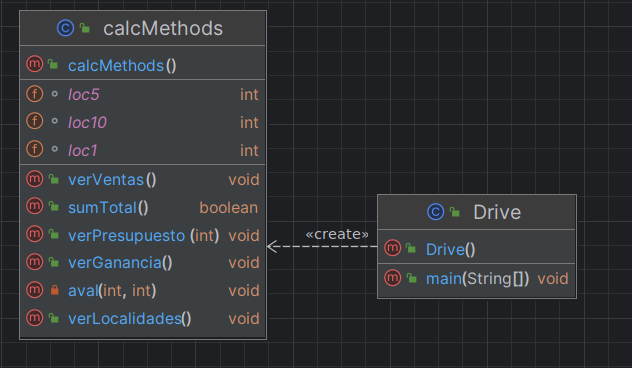 calcMethods
calcMethods()
loc5 int
loc10 int
loc1 int
verVentas() void
sumTotal() boolean
verPresupuesto (int) void
verGanancia() void
aval(int, int) void
verLocalidades() void
«create»
Drive
Drive()
main(String[]) void